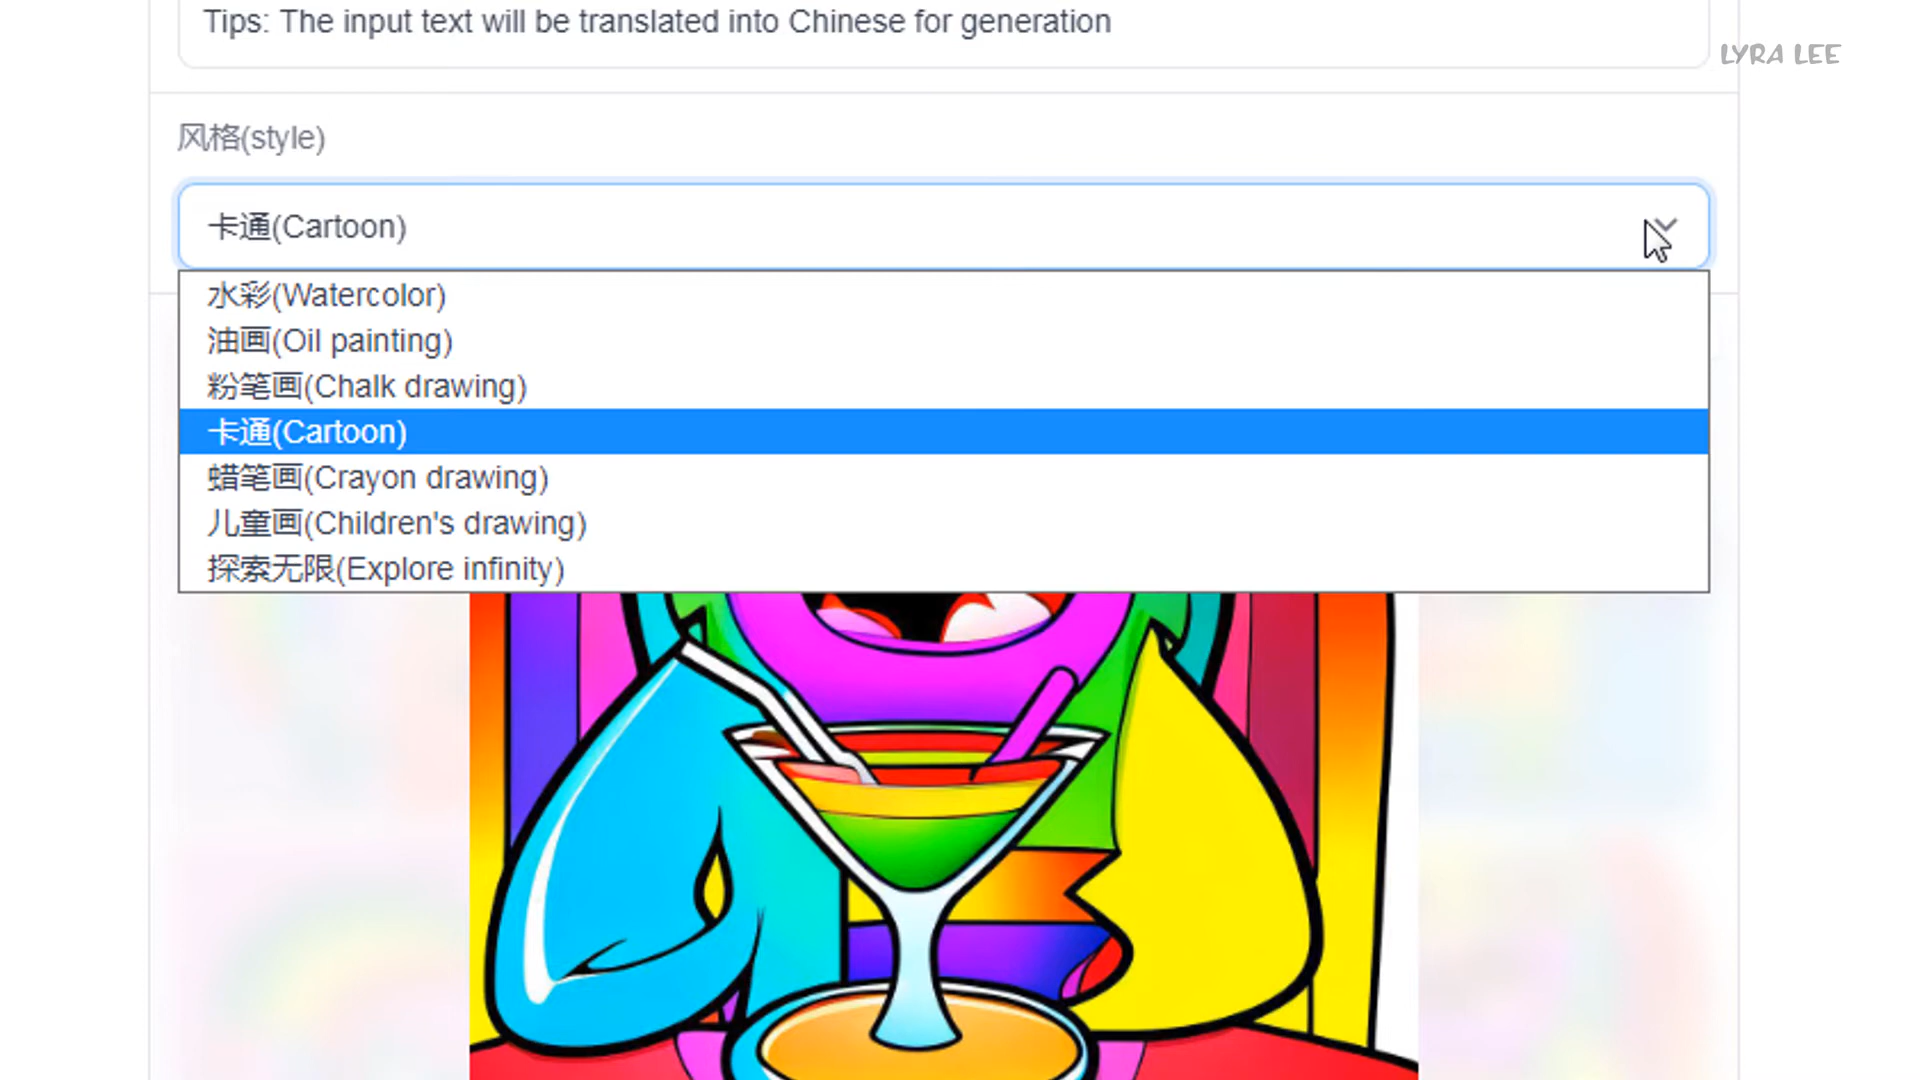 Tips: The input text will be translated into Chinese for generation
LYRA LEE
风格(style)
卡通(Cartoon)
水彩(Watercolor)
油画(Oil painting)
粉笔画(Chalk drawing)
卡通(Cartoon)
蜡笔画(Crayon drawing)
儿童画(Children's drawing)
探索无限(Explore infinity)